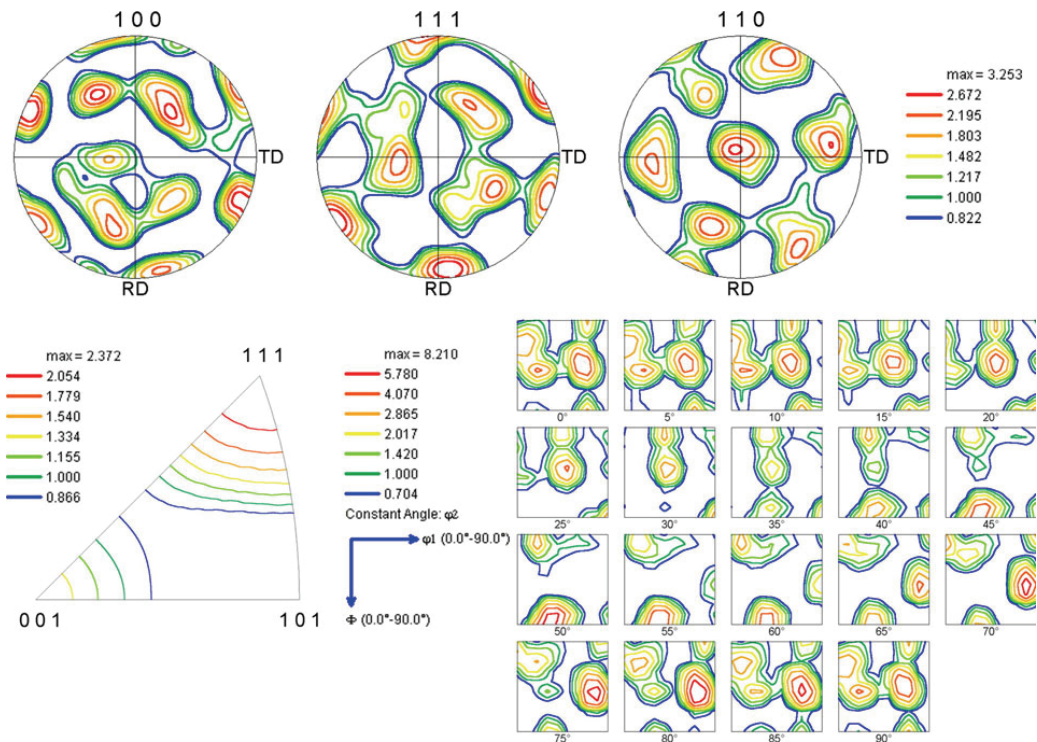 1 0 0
1 1 1
1 1 0
TD
TD
TD
RD
RD
RD
max = 3.253
2.672
2.195
1.803
1.482
1.217
1.000
0.822
max = 2.372
2.054
1.779
1.540
1.334
1.155
1.000
0.866
1 1 1
0 0 1
1 0 1
max = 8.210
5.780
4.070
2.865
2.017
1.420
1.000
0.704
Constant Angle: φ2
φ1 (0.0°-90.0°)
Φ (0.0°-90.0°)
0° 5° 10° 15° 20°
25° 30° 35° 40° 45°
50° 55° 60° 65° 70°
75° 80° 85° 90°